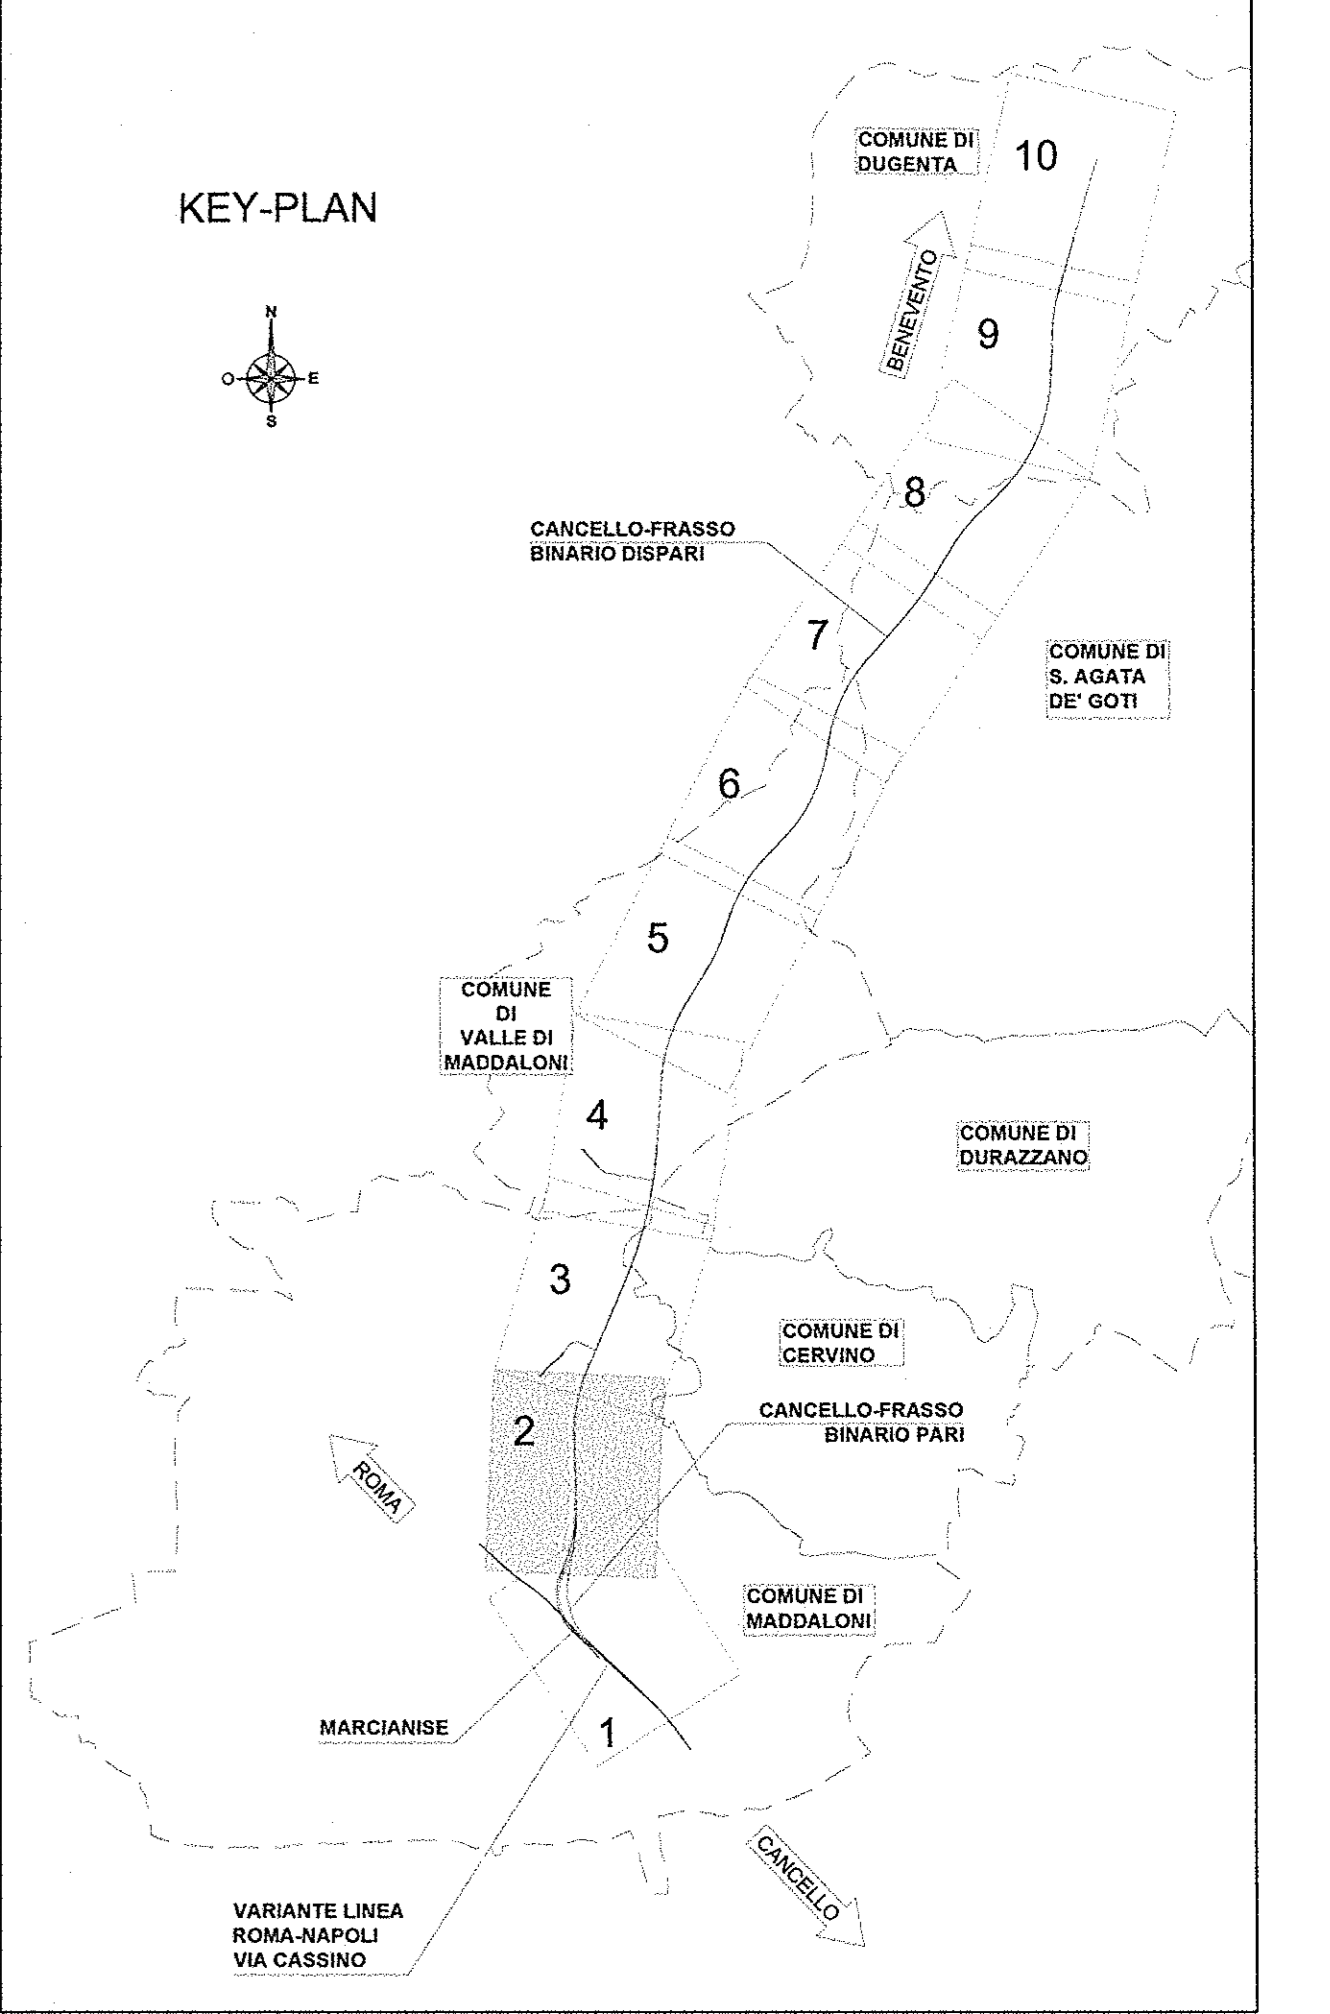 COMUNE DI
DUGENTA
10
KEY-PLAN
BENEVENTO
N
O
E
S
9
8
CANCELLO-FRASSO
BINARIO DISPARI
7
COMUNE DI
S. AGATA
DE' GOTI
6
5
COMUNE
DI
VALLE DI
MADDALONI
4
COMUNE DI
DURAZZANO
3
COMUNE DI
CERVINO
2
CANCELLO-FRASSO
BINARIO PARI
ROMA
COMUNE DI
MADDALONI
MARCIANISE
1
CANCELLO
VARIANTE LINEA
ROMA-NAPOLI
VIA CASSINO